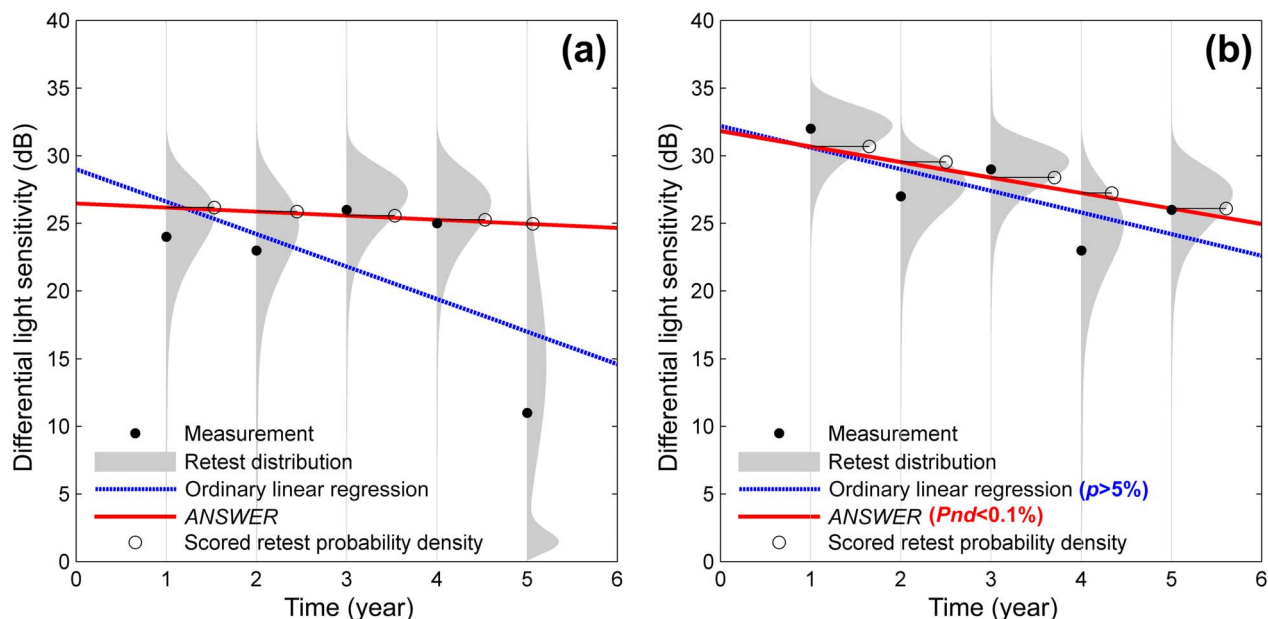 (a)
Differential light sensitivity (dB)
40
35
30
25
20
15
10
5
0
Measurement
Retest distribution
Ordinary linear regression
ANSWER
Scored retest probability density
0 1 2 3 4 5 6
Time (year)
(b)
Differential light sensitivity (dB)
40
35
30
25
20
15
10
5
0
Measurement
Retest distribution
Ordinary linear regression (p>5%)
ANSWER (Pnd<0.1%)
Scored retest probability density
0 1 2 3 4 5 6
Time (year)